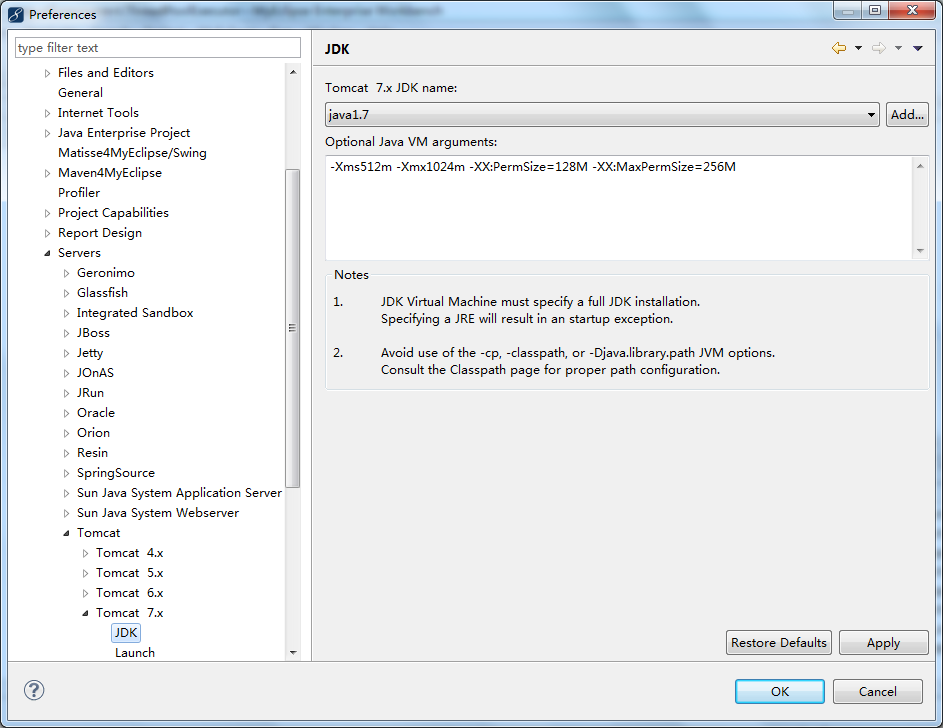 Preferences
type filter text
Files and Editors
General
Internet Tools
Java Enterprise Project
Matisse4MyEclipse/Swing
Maven4MyEclipse
Profiler
Project Capabilities
Report Design
Servers
Geronimo
Glassfish
Integrated Sandbox
JBoss
Jetty
JOnAS
JRun
Oracle
Orion
Resin
SpringSource
Sun Java System Application Server
Sun Java System Webserver
Tomcat
Tomcat 4.x
Tomcat 5.x
Tomcat 6.x
Tomcat 7.x
JDK
Launch
JDK
Tomcat 7.x JDK name:
java1.7
Add...
Optional Java VM arguments:
-Xms512m -Xmx1024m -XX:PermSize=128M -XX:MaxPermSize=256M
Notes
1. JDK Virtual Machine must specify a full JDK installation.
Specifying a JRE will result in an startup exception.
2. Avoid use of the -cp, -classpath, or -Djava.library.path JVM options.
Consult the Classpath page for proper path configuration.
Restore Defaults
Apply
?
OK
Cancel